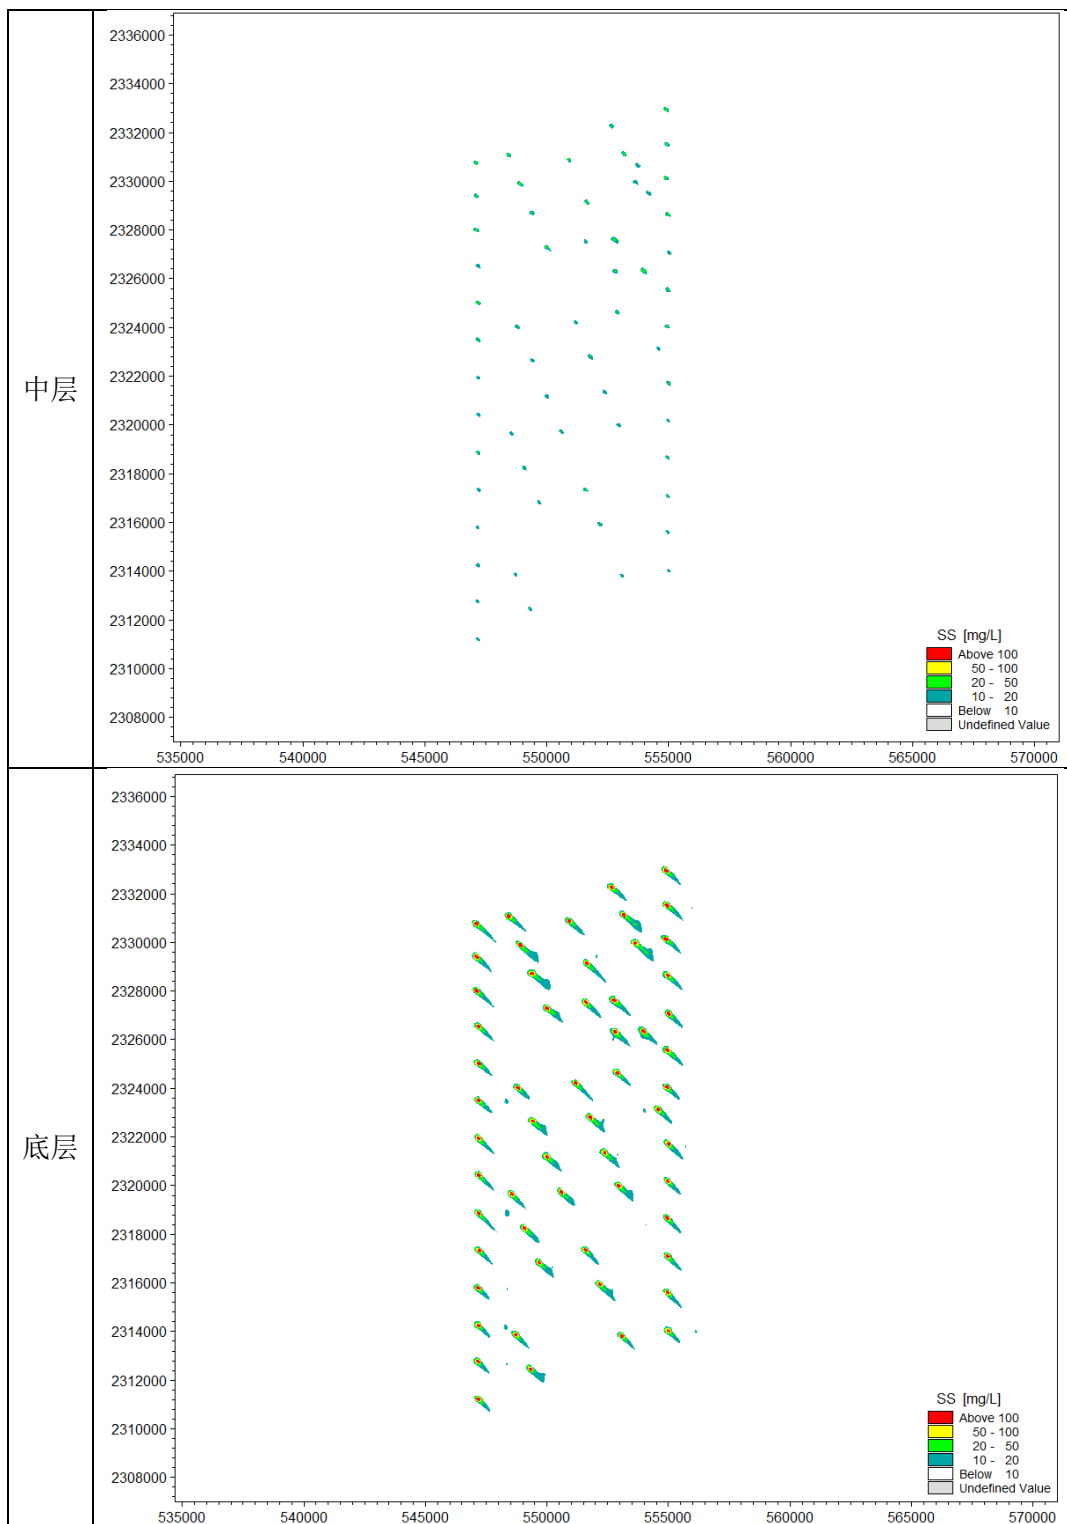 中层
2336000
2334000
2332000
2330000
2328000
2326000
2324000
2322000
2320000
2318000
2316000
2314000
2312000
2310000
2308000
535000 540000 545000 550000 555000 560000 565000 570000
SS [mg/L]
Above 100
50 - 100
20 - 50
10 - 20
Below 10
Undefined Value
底层
2336000
2334000
2332000
2330000
2328000
2326000
2324000
2322000
2320000
2318000
2316000
2314000
2312000
2310000
2308000
535000 540000 545000 550000 555000 560000 565000 570000
SS [mg/L]
Above 100
50 - 100
20 - 50
10 - 20
Below 10
Undefined Value